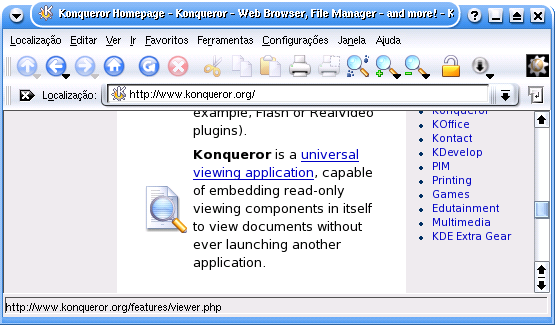 Konqueror Homepage - Konqueror - Web Browser, File Manager - and more! - K
Localização Editar Ver Ir Favoritos Ferramentas Configurações Janela Ajuda
Localização: http://www.konqueror.org/
example, Flash or RealVideo
plugins).
Konqueror is a universal
viewing application, capable
of embedding read-only
viewing components in itself
to view documents without
ever launching another
application.
Konqueror
KOffice
Kontact
KDevelop
PIM
Printing
Games
Edutainment
Multimedia
KDE Extra Gear
http://www.konqueror.org/features/viewer.php